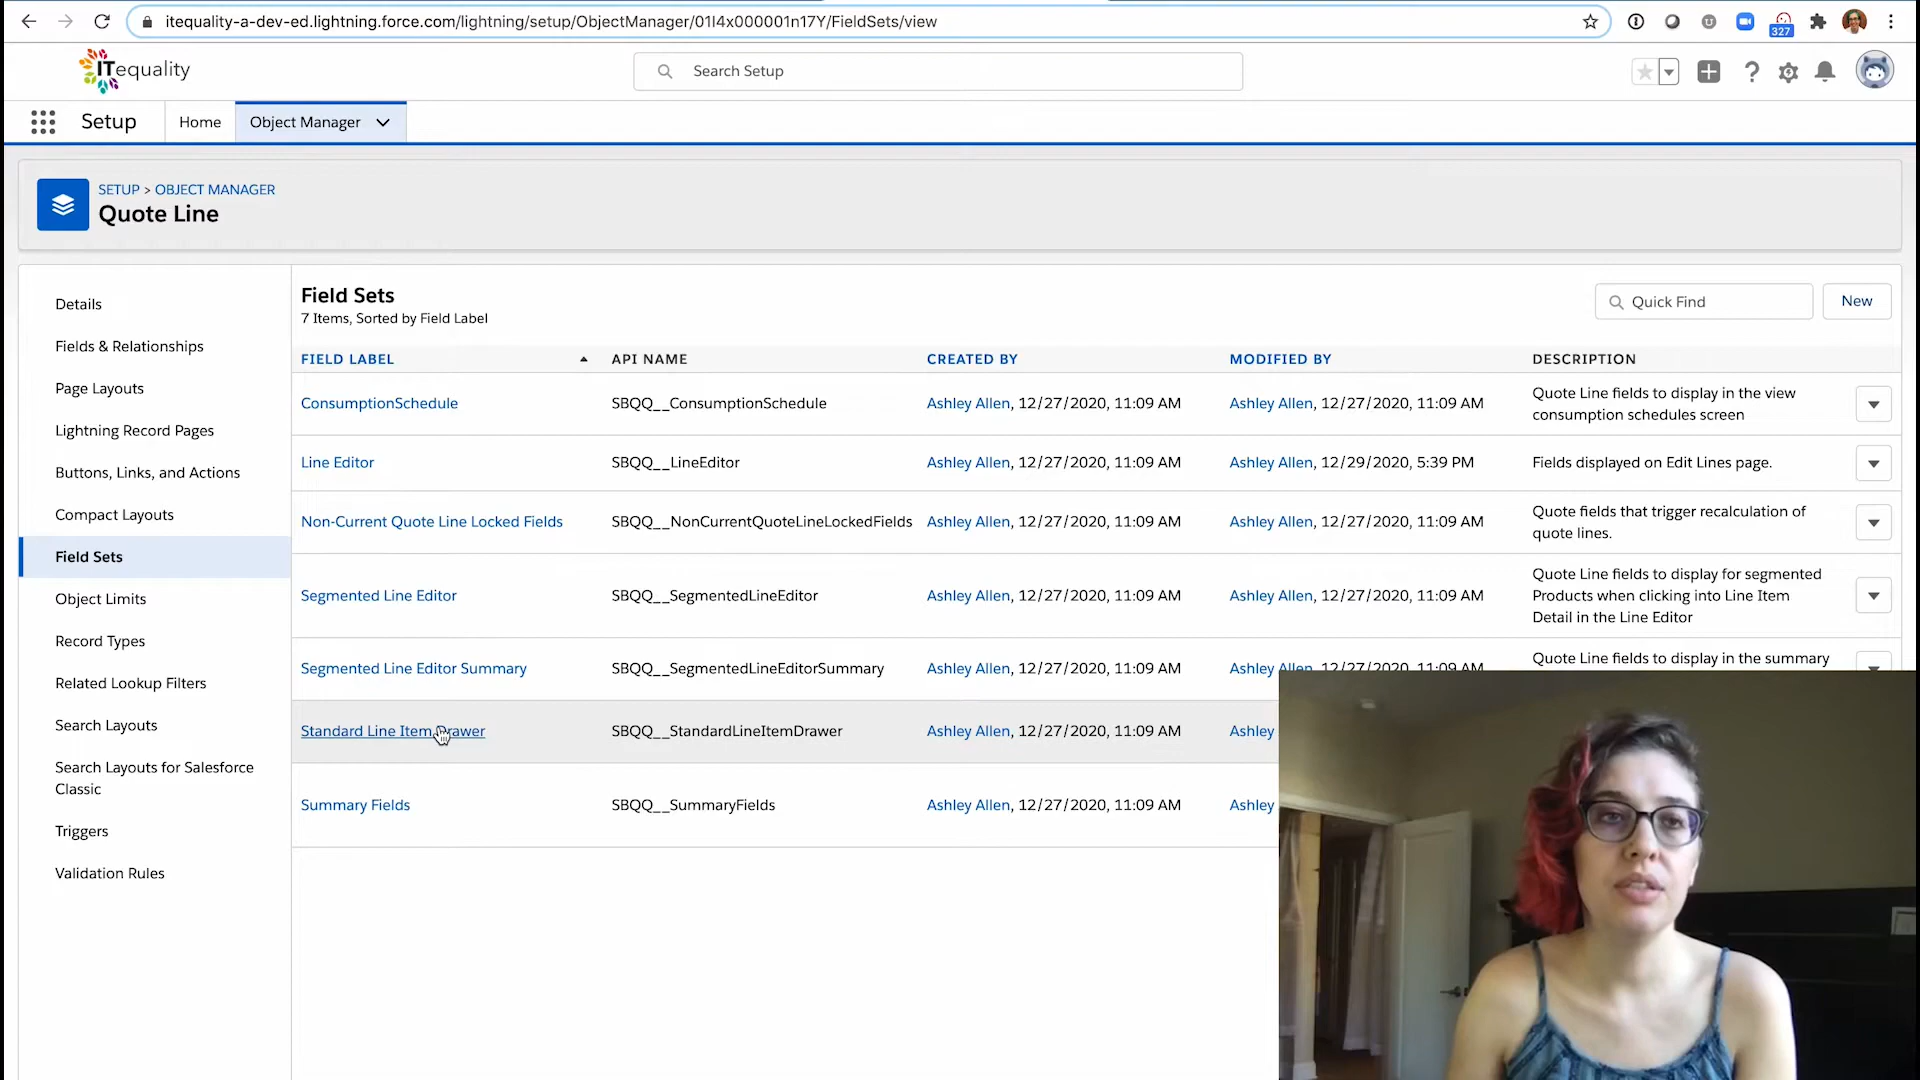 itequality-a-dev-ed.lightning.force.com/lightning/setup/ObjectManager/01I4x000001n17Y/FieldSets/view
327
ITequality
Search Setup
Setup
Home
Object Manager
SETUP > OBJECT MANAGER
Quote Line
Details
Fields & Relationships
Page Layouts
Lightning Record Pages
Buttons, Links, and Actions
Compact Layouts
Field Sets
Object Limits
Record Types
Related Lookup Filters
Search Layouts
Search Layouts for Salesforce
Classic
Triggers
Validation Rules
Field Sets
7 Items, Sorted by Field Label
Quick Find
New
FIELD LABEL API NAME CREATED BY MODIFIED BY DESCRIPTION
ConsumptionSchedule SBQQ__ConsumptionSchedule Ashley Allen, 12/27/2020, 11:09 AM Ashley Allen, 12/27/2020, 11:09 AM Quote Line fields to display in the view
consumption schedules screen
Line Editor SBQQ__LineEditor Ashley Allen, 12/27/2020, 11:09 AM Ashley Allen, 12/29/2020, 5:39 PM Fields displayed on Edit Lines page.
Non-Current Quote Line Locked Fields SBQQ__NonCurrentQuoteLineLockedFields Ashley Allen, 12/27/2020, 11:09 AM Ashley Allen, 12/27/2020, 11:09 AM Quote fields that trigger recalculation of
quote lines.
Segmented Line Editor SBQQ__SegmentedLineEditor Ashley Allen, 12/27/2020, 11:09 AM Ashley Allen, 12/27/2020, 11:09 AM Quote Line fields to display for segmented
Products when clicking into Line Item
Detail in the Line Editor
Segmented Line Editor Summary SBQQ__SegmentedLineEditorSummary Ashley Allen, 12/27/2020, 11:09 AM Ashley Allen, 12/27/2020, 11:09 AM Quote Line fields to display in the summary
Standard Line Item Drawer SBQQ__StandardLineItemDrawer Ashley Allen, 12/27/2020, 11:09 AM Ashley
Summary Fields SBQQ__SummaryFields Ashley Allen, 12/27/2020, 11:09 AM Ashley